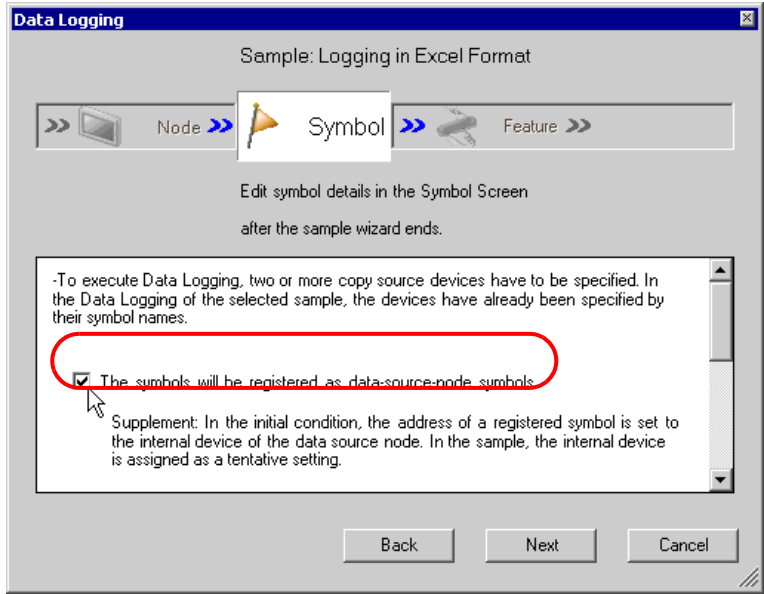 Data Logging
Sample: Logging in Excel Format
Node
Symbol
Feature
Edit symbol details in the Symbol Screen
after the sample wizard ends.
-To execute Data Logging, two or more copy source devices have to be specified. In
the Data Logging of the selected sample, the devices have already been specified by
their symbol names.
The symbols will be registered as data-source-node symbols
Supplement: In the initial condition, the address of a registered symbol is set to
the internal device of the data source node. In the sample, the internal device
is assigned as a tentative setting.
Back
Next
Cancel